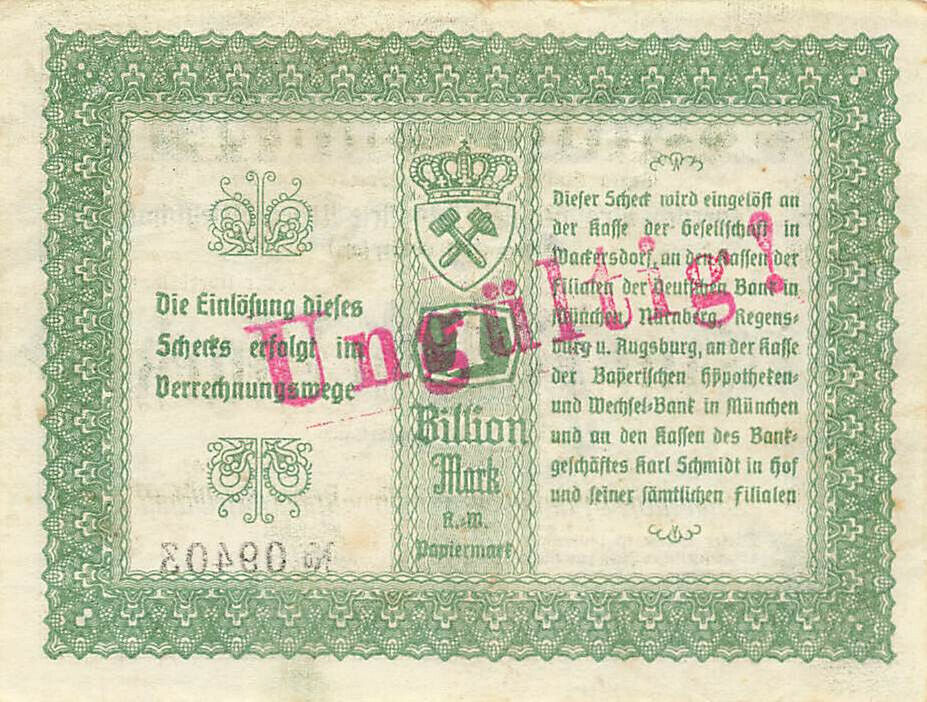 Die Einlösung dieses
Schecks erfolgt im
Verrechnungswege
№ 09403
1
Billion
Mark
Papiermark
Dieser Scheck wird eingelöst an
der Kasse der Gesellschaft in
Wackersdorf, an den Kassen der
Filialen der Deutschen Bank in
München, Nürnberg, Regens-
burg u. Augsburg, an der Kasse
der Bayerischen Hypotheken-
und Wechsel-Bank in München
und an den Kassen des Bank-
geschäftes Karl Schmidt in Hof
und seiner sämtlichen Filialen
Ungültig!